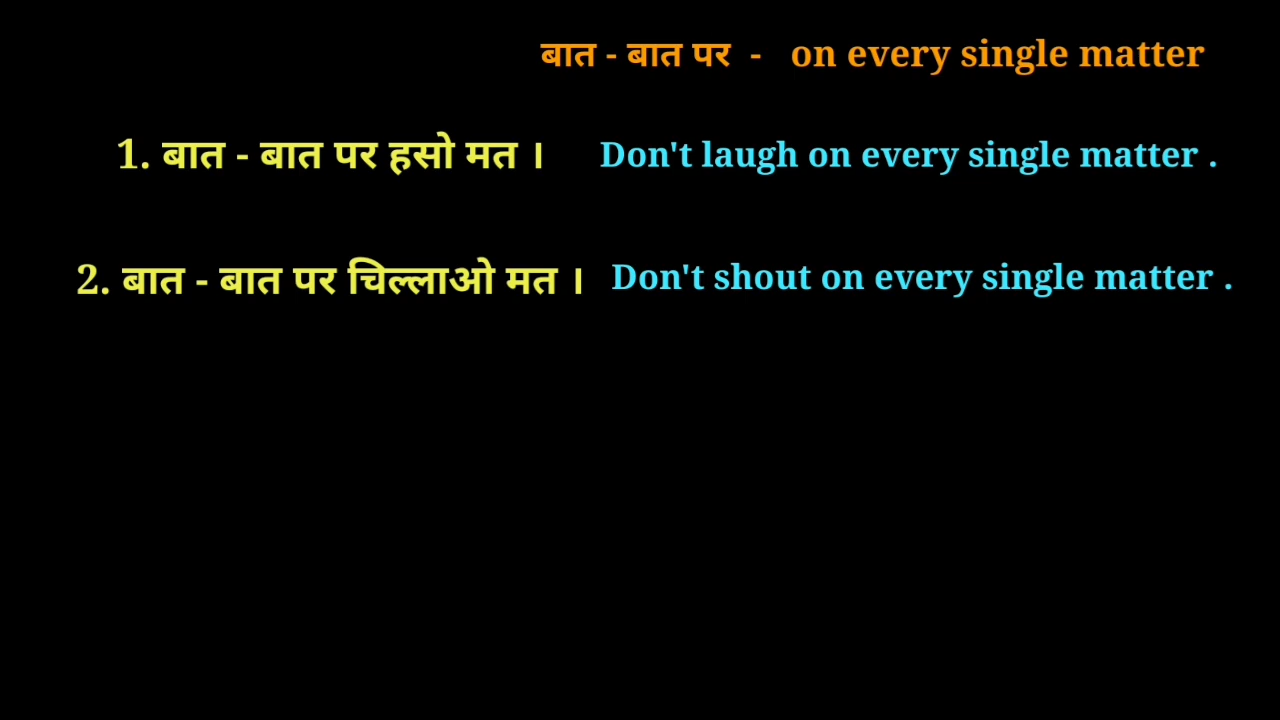 बात - बात पर - on every single matter
1. बात - बात पर हसो मत । Don't laugh on every single matter .
2. बात - बात पर चिल्लाओ मत । Don't shout on every single matter .